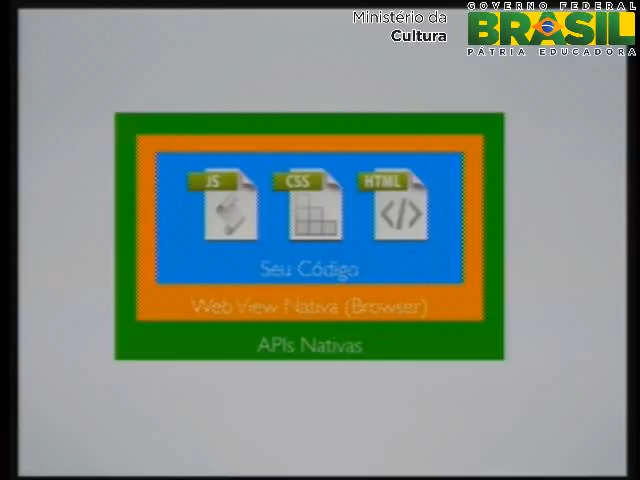 Ministério da
Cultura
GOVERNO FEDERAL
BRASIL
PÁTRIA EDUCADORA
JS
CSS
HTML
</>
Seu Código
Web View Nativa (Browser)
APIs Nativas